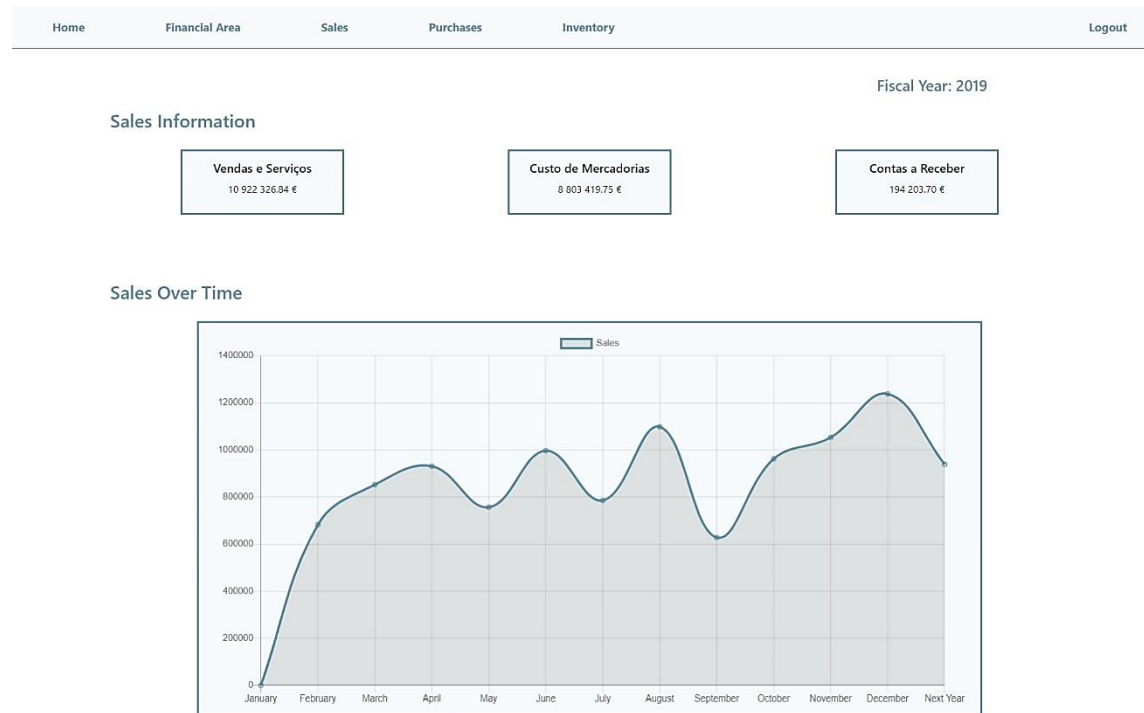 Home Financial Area Sales Purchases Inventory Logout
Fiscal Year: 2019
Sales Information
Vendas e Serviços
10 922 326.84 €
Custo de Mercadorias
8 803 419.75 €
Contas a Receber
194 203.70 €
Sales Over Time
Sales
1400000
1200000
1000000
800000
600000
400000
200000
0
January February March April May June July August September October November December Next Year